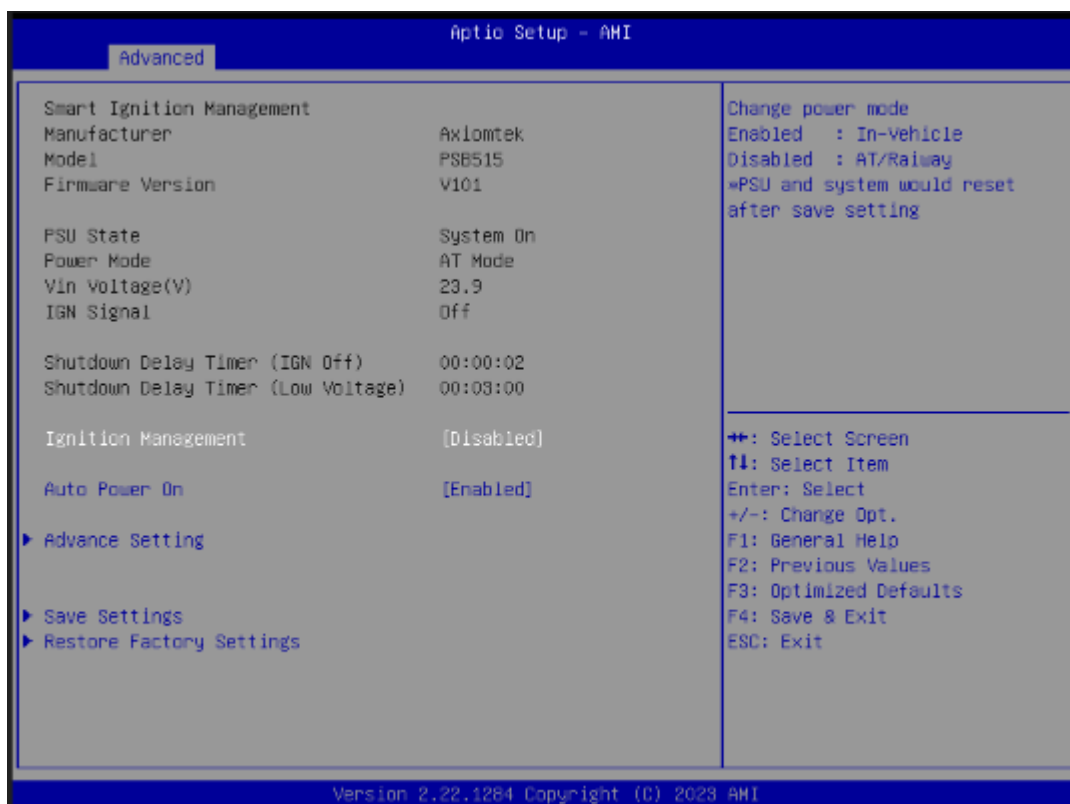 Aptio Setup - AMI
Advanced
Smart Ignition Management
Manufacturer Axiomtek
Model PSB515
Firmware Version V101
PSU State System On
Power Mode AT Mode
Vin Voltage(V) 23.9
IGN Signal Off
Shutdown Delay Timer (IGN Off) 00:00:02
Shutdown Delay Timer (Low Voltage) 00:03:00
Ignition Management [Disabled]
Auto Power On [Enabled]
Advance Setting
Save Settings
Restore Factory Settings
Change power mode
Enabled : In-Vehicle
Disabled : AT/Raiway
*PSU and system would reset
after save setting
→←: Select Screen
↑↓: Select Item
Enter: Select
+/-: Change Opt.
F1: General Help
F2: Previous Values
F3: Optimized Defaults
F4: Save & Exit
ESC: Exit
Version 2.22.1284 Copyright (C) 2023 AMI